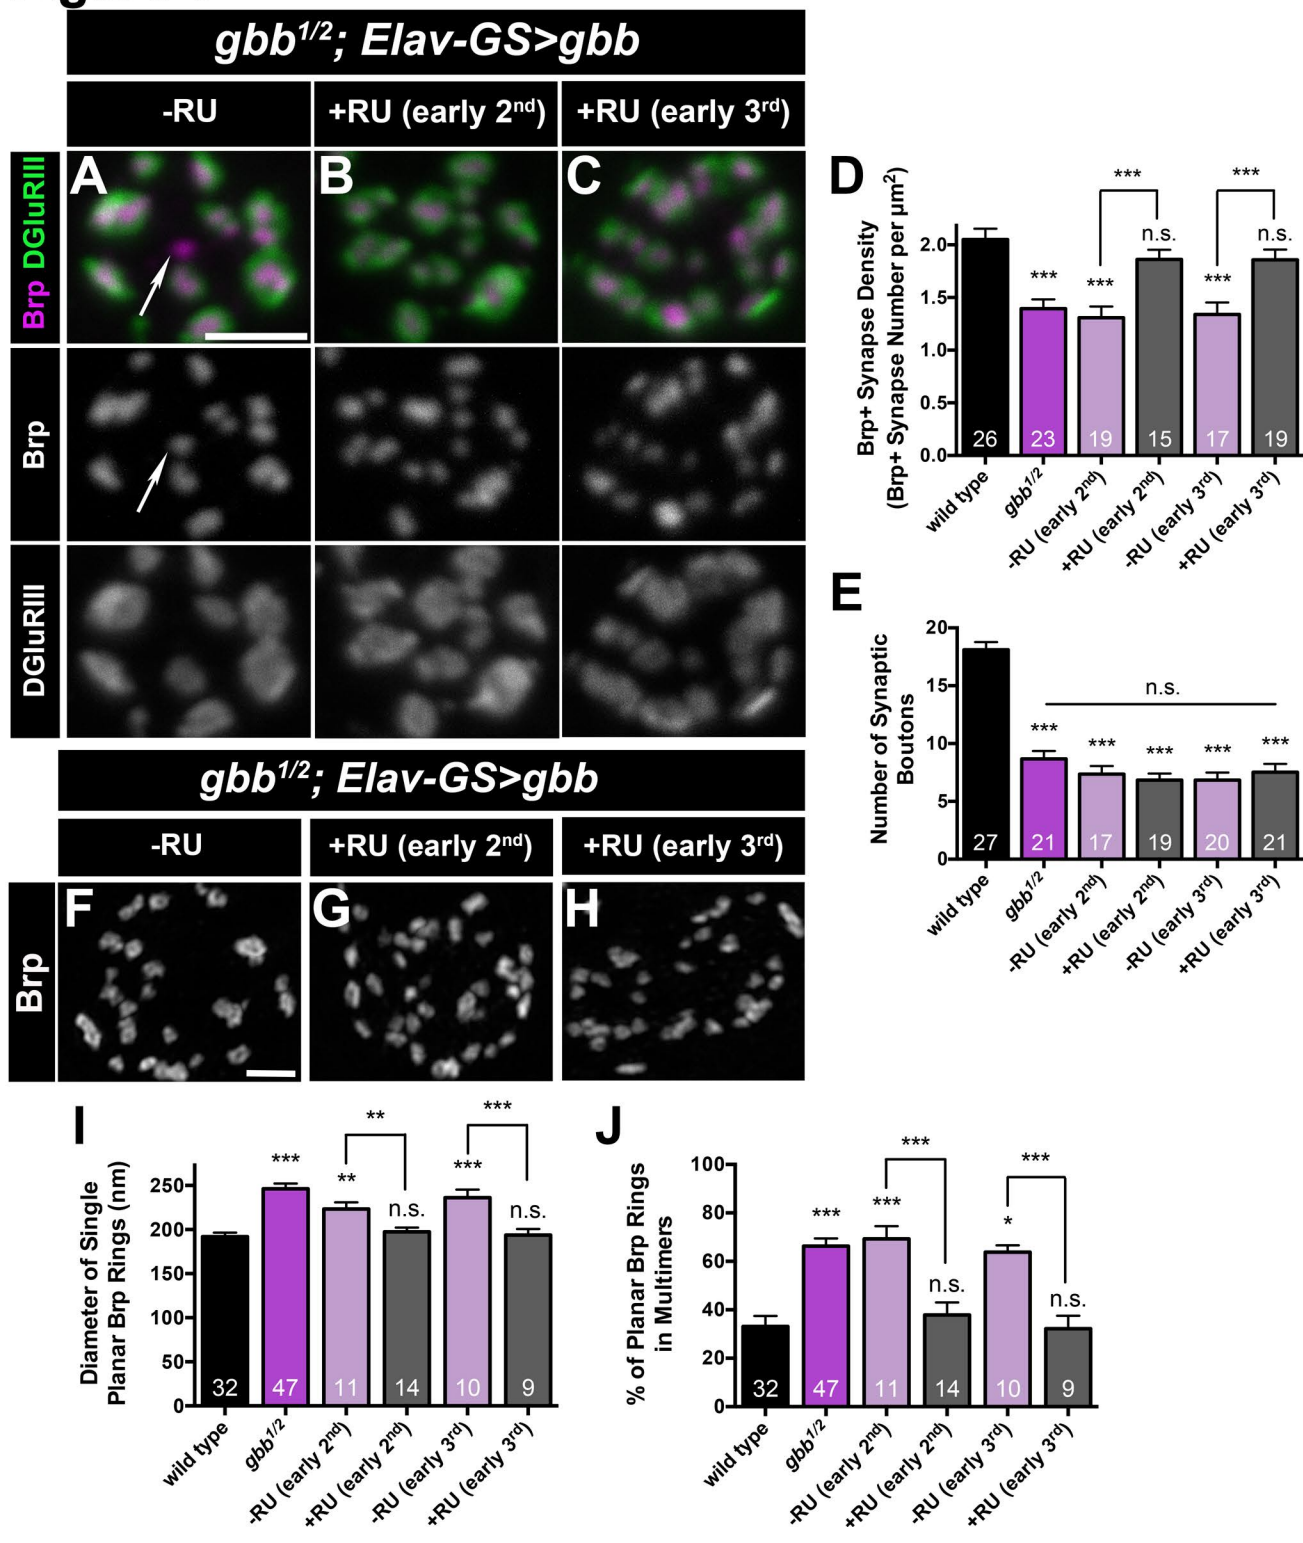 gbb1/2; Elav-GS>gbb
-RU
+RU (early 2nd)
+RU (early 3rd)
Brp DGluRIII
A
B
C
Brp
DGluRIII
D
Brp+ Synapse Density
(Brp+ Synapse Number per µm2)
2.0
1.5
1.0
0.5
0.0
***
***
***
***
n.s.
***
n.s.
26
23
19
15
17
19
wild type
gbb1/2
-RU (early 2nd)
+RU (early 2nd)
-RU (early 3rd)
+RU (early 3rd)
E
Number of Synaptic
Boutons
20
15
10
5
0
n.s.
***
***
***
***
***
27
21
17
19
20
21
wild type
gbb1/2
-RU (early 2nd)
+RU (early 2nd)
-RU (early 3rd)
+RU (early 3rd)
gbb1/2; Elav-GS>gbb
-RU
+RU (early 2nd)
+RU (early 3rd)
Brp
F
G
H
I
Diameter of Single
Planar Brp Rings (nm)
250
200
150
100
50
0
**
***
***
**
n.s.
***
n.s.
32
47
11
14
10
9
wild type
gbb1/2
-RU (early 2nd)
+RU (early 2nd)
-RU (early 3rd)
+RU (early 3rd)
J
% of Planar Brp Rings
in Multimers
100
80
60
40
20
0
***
***
***
***
n.s.
*
n.s.
32
47
11
14
10
9
wild type
gbb1/2
-RU (early 2nd)
+RU (early 2nd)
-RU (early 3rd)
+RU (early 3rd)